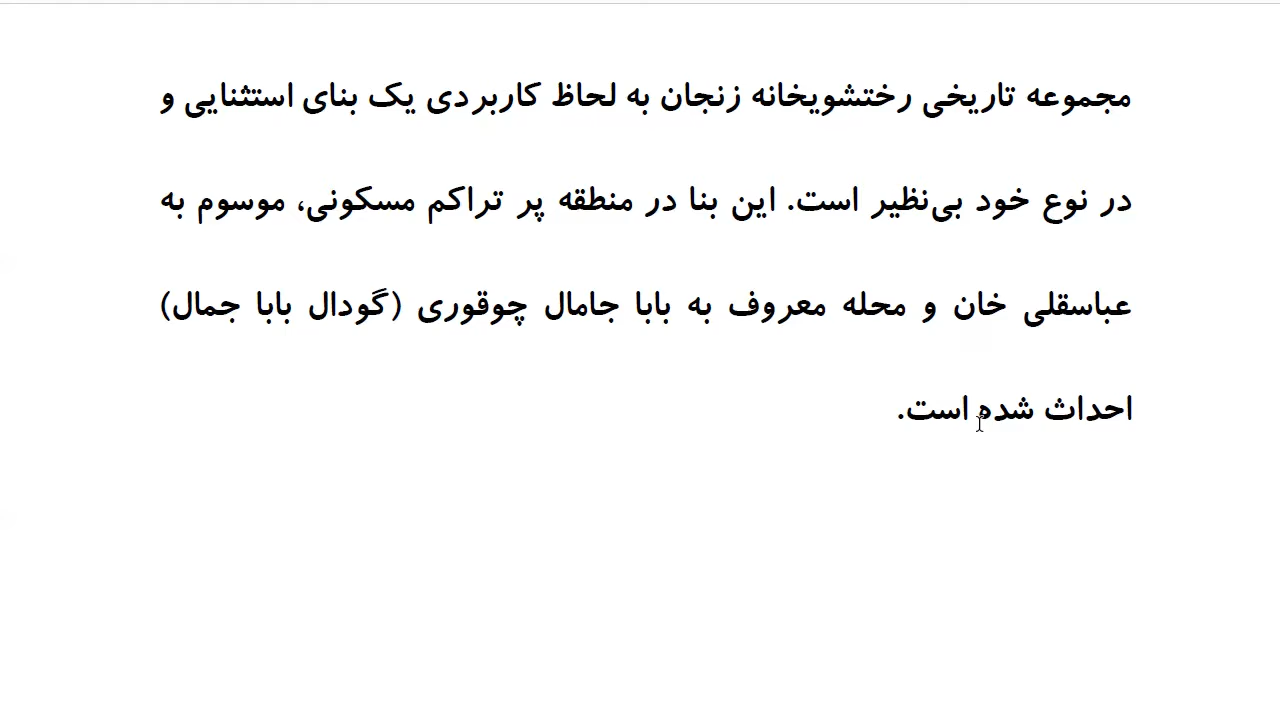 مجموعه تاریخی رختشویخانه زنجان به لحاظ کاربردی یک بنای استثنایی و
در نوع خود بی‌نظیر است. این بنا در منطقه پر تراکم مسکونی، موسوم به
عباسقلی خان و محله معروف به بابا جامال چوقوری (گودال بابا جمال)
احداث شده است.